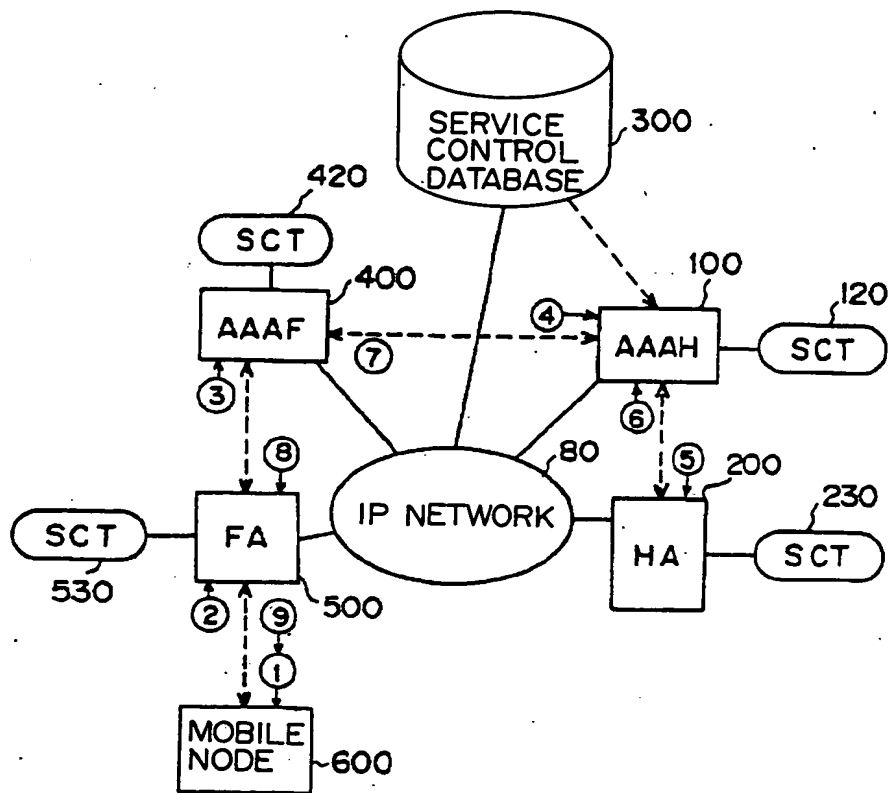 SERVICE
CONTROL
DATABASE
300
420
SCT
400
AAAF
100
120
④
AAAH
SCT
⑦
③
⑥
⑧
80
⑤
200
230
IP NETWORK
SCT
FA
HA
SCT
530
②
⑨
500
①
MOBILE
NODE
600